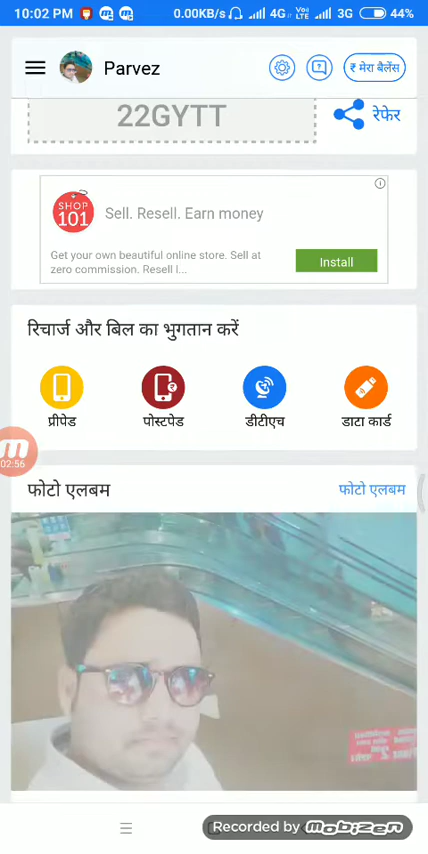 10:02 PM 0.00KB/s 4G VoLTE 3G 44%
Parvez ₹ मेरा बैलेंस
22GYTT रेफेर
SHOP 101
Sell. Resell. Earn money
Get your own beautiful online store. Sell at
zero commission. Resell i...
Install
रिचार्ज और बिल का भुगतान करें
प्रीपेड पोस्टपेड डीटीएच डाटा कार्ड
02:56
फोटो एलबम फोटो एलबम
Recorded by mobizen